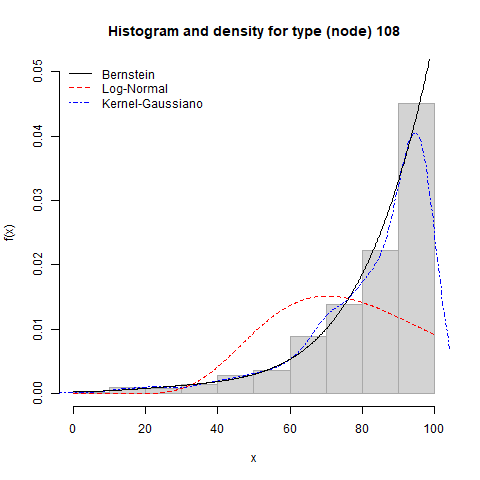 Histogram and density for type (node) 108
Bernstein
Log-Normal
Kernel-Gaussiano
f(x)
0.05
0.04
0.03
0.02
0.01
0.00
0 20 40 60 80 100
x